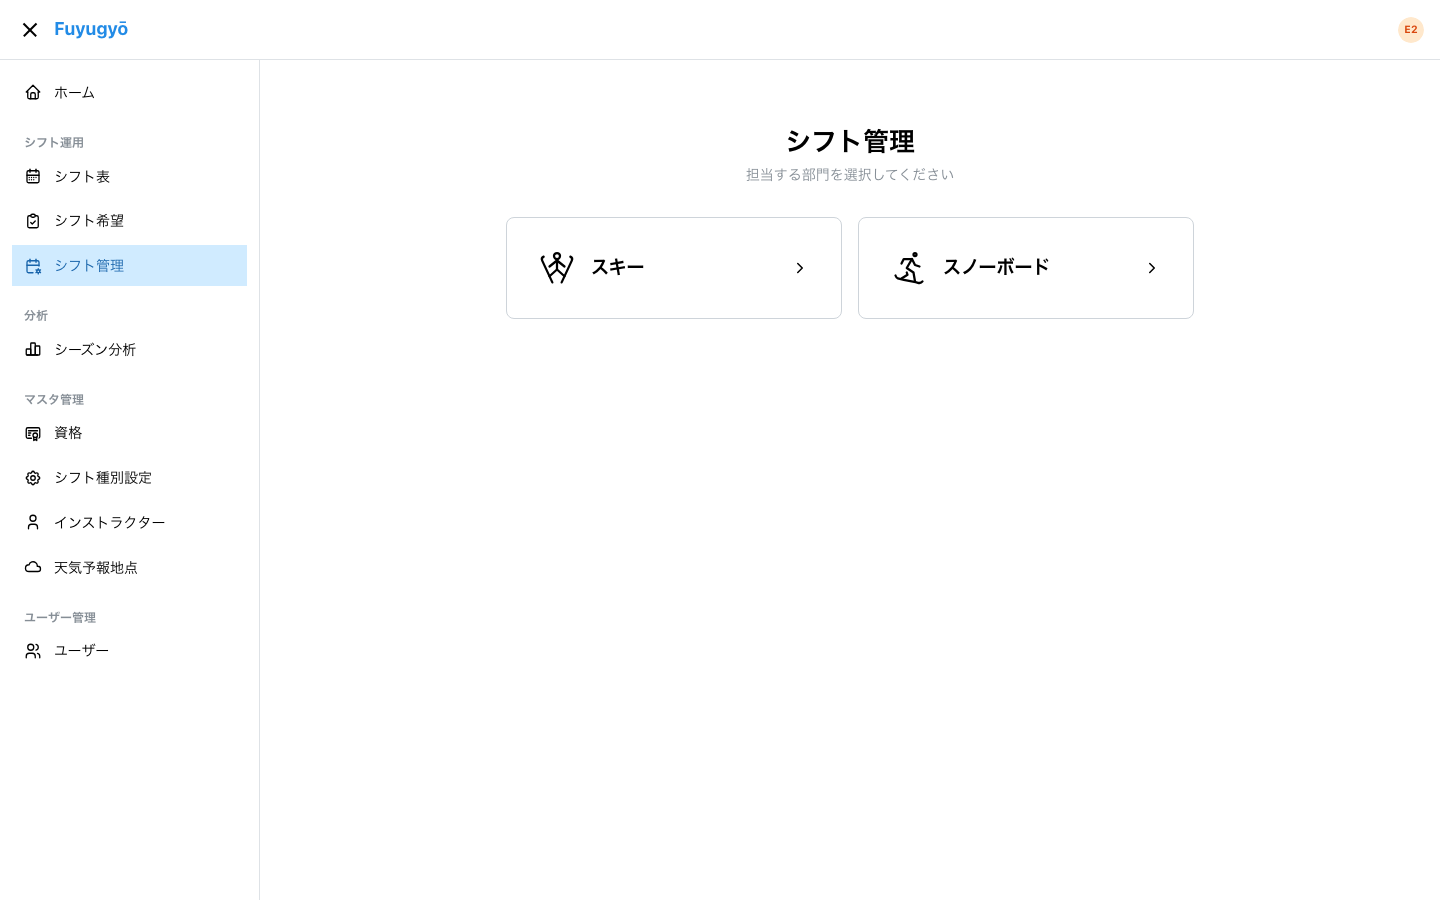 Fuyugyō
E2
ホーム
シフト運用
シフト表
シフト希望
シフト管理
分析
シーズン分析
マスタ管理
資格
シフト種別設定
インストラクター
天気予報地点
ユーザー管理
ユーザー
シフト管理
担当する部門を選択してください
スキー
スノーボード